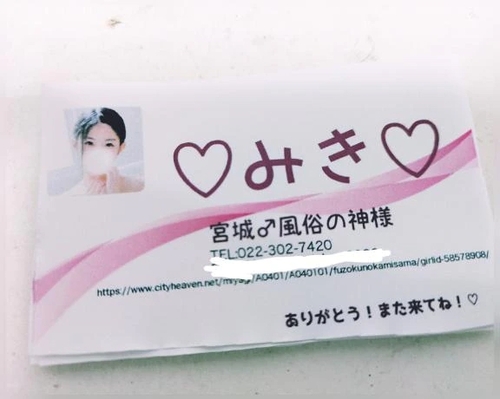 ♡みき♡
宮城♂風俗の神様
TEL:022-302-7420
https://www.cityheaven.net/miyagi/A0401/A040101/fuzokunokamisama/girlid-58578908/
ありがとう!また来てね!♡